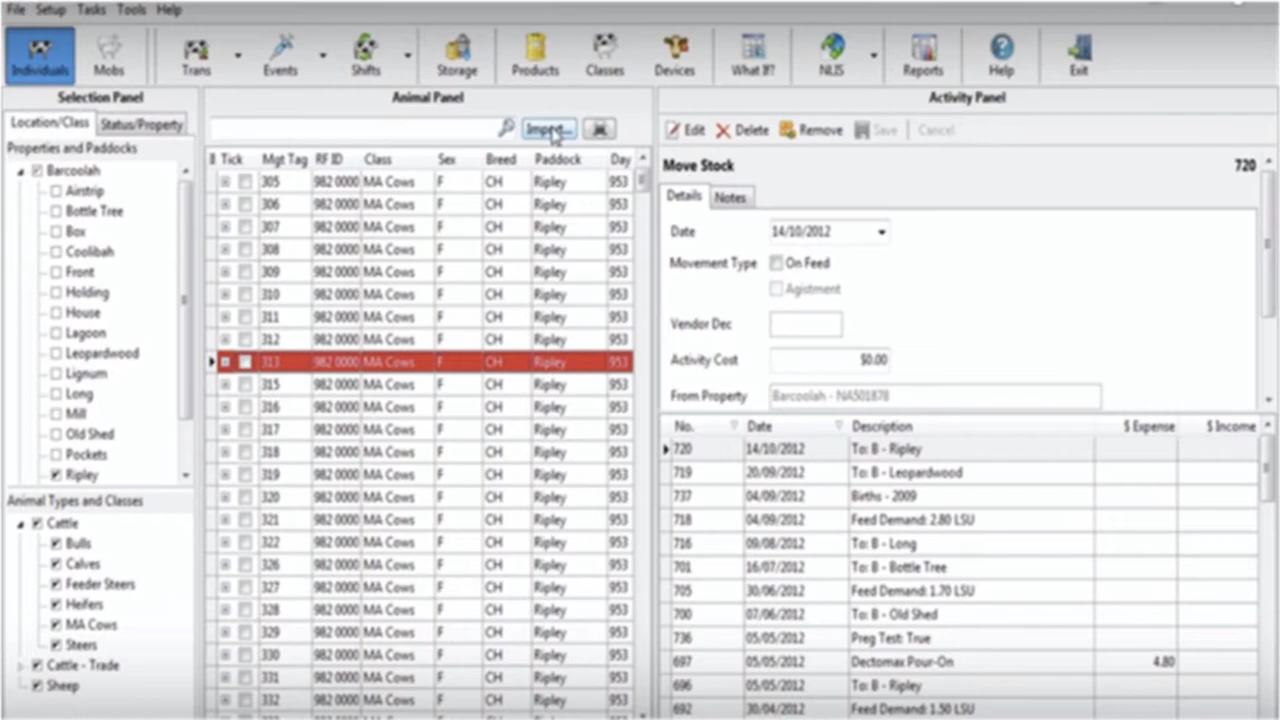 File Setup Tasks Tools Help
Individuals Mobs Trans Events Shifts Storage Products Classes Devices What If? NLIS Reports Help Exit
Selection Panel
Location/Class Status/Property
Properties and Paddocks
Barcoolah
Airstrip
Bottle Tree
Box
Coolibah
Front
Holding
House
Lagoon
Leopardwood
Lignum
Long
Mill
Old Shed
Pockets
Ripley
Animal Types and Classes
Cattle
Bulls
Calves
Feeder Steers
Heifers
MA Cows
Steers
Cattle - Trade
Sheep
Animal Panel
Import...
Tick Mgt Tag RF ID Class Sex Breed Paddock Day
305 982 0000 MA Cows F CH Ripley 953
306 982 0000 MA Cows F CH Ripley 953
307 982 0000 MA Cows F CH Ripley 953
308 982 0000 MA Cows F CH Ripley 953
309 982 0000 MA Cows F CH Ripley 953
310 982 0000 MA Cows F CH Ripley 953
311 982 0000 MA Cows F CH Ripley 953
312 982 0000 MA Cows F CH Ripley 953
313 982 0000 MA Cows F CH Ripley 953
315 982 0000 MA Cows F CH Ripley 953
316 982 0000 MA Cows F CH Ripley 953
317 982 0000 MA Cows F CH Ripley 953
318 982 0000 MA Cows F CH Ripley 953
319 982 0000 MA Cows F CH Ripley 953
320 982 0000 MA Cows F CH Ripley 953
321 982 0000 MA Cows F CH Ripley 953
322 982 0000 MA Cows F CH Ripley 953
326 982 0000 MA Cows F CH Ripley 953
327 982 0000 MA Cows F CH Ripley 953
328 982 0000 MA Cows F CH Ripley 953
329 982 0000 MA Cows F CH Ripley 953
330 982 0000 MA Cows F CH Ripley 953
331 982 0000 MA Cows F CH Ripley 953
332 982 0000 MA Cows F CH Ripley 953
Activity Panel
Edit Delete Remove Save Cancel
Move Stock 720
Details Notes
Date 14/10/2012
Movement Type On Feed
Agistment
Vendor Dec
Activity Cost $0.00
From Property Barcoolah - NA501878
No. Date Description $ Expense $ Income
720 14/10/2012 To: B - Ripley
719 20/09/2012 To: B - Leopardwood
737 04/09/2012 Births - 2009
718 04/09/2012 Feed Demand: 2.80 LSU
716 09/08/2012 To: B - Long
701 16/07/2012 To: B - Bottle Tree
705 30/06/2012 Feed Demand: 1.70 LSU
700 07/06/2012 To: B - Old Shed
736 05/05/2012 Preg Test: True
697 05/05/2012 Dectomax Pour-On 4.80
696 05/05/2012 To: B - Ripley
692 30/04/2012 Feed Demand: 1.50 LSU